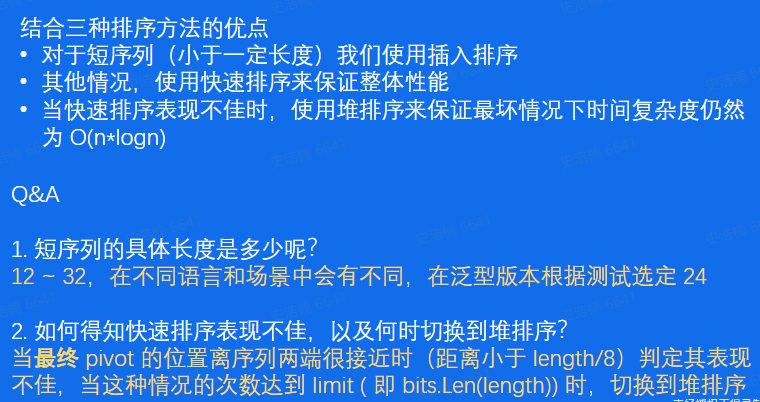 结合三种排序方法的优点
• 对于短序列（小于一定长度）我们使用插入排序
• 其他情况，使用快速排序来保证整体性能
• 当快速排序表现不佳时，使用堆排序来保证最坏情况下时间复杂度仍然
为 O(n*logn)
Q&A
1. 短序列的具体长度是多少呢？
12 ~ 32，在不同语言和场景中会有不同，在泛型版本根据测试选定 24
2. 如何得知快速排序表现不佳，以及何时切换到堆排序？
当最终 pivot 的位置离序列两端很接近时（距离小于 length/8）判定其表现
不佳，当这种情况的次数达到 limit ( 即 bits.Len(length)) 时，切换到堆排序